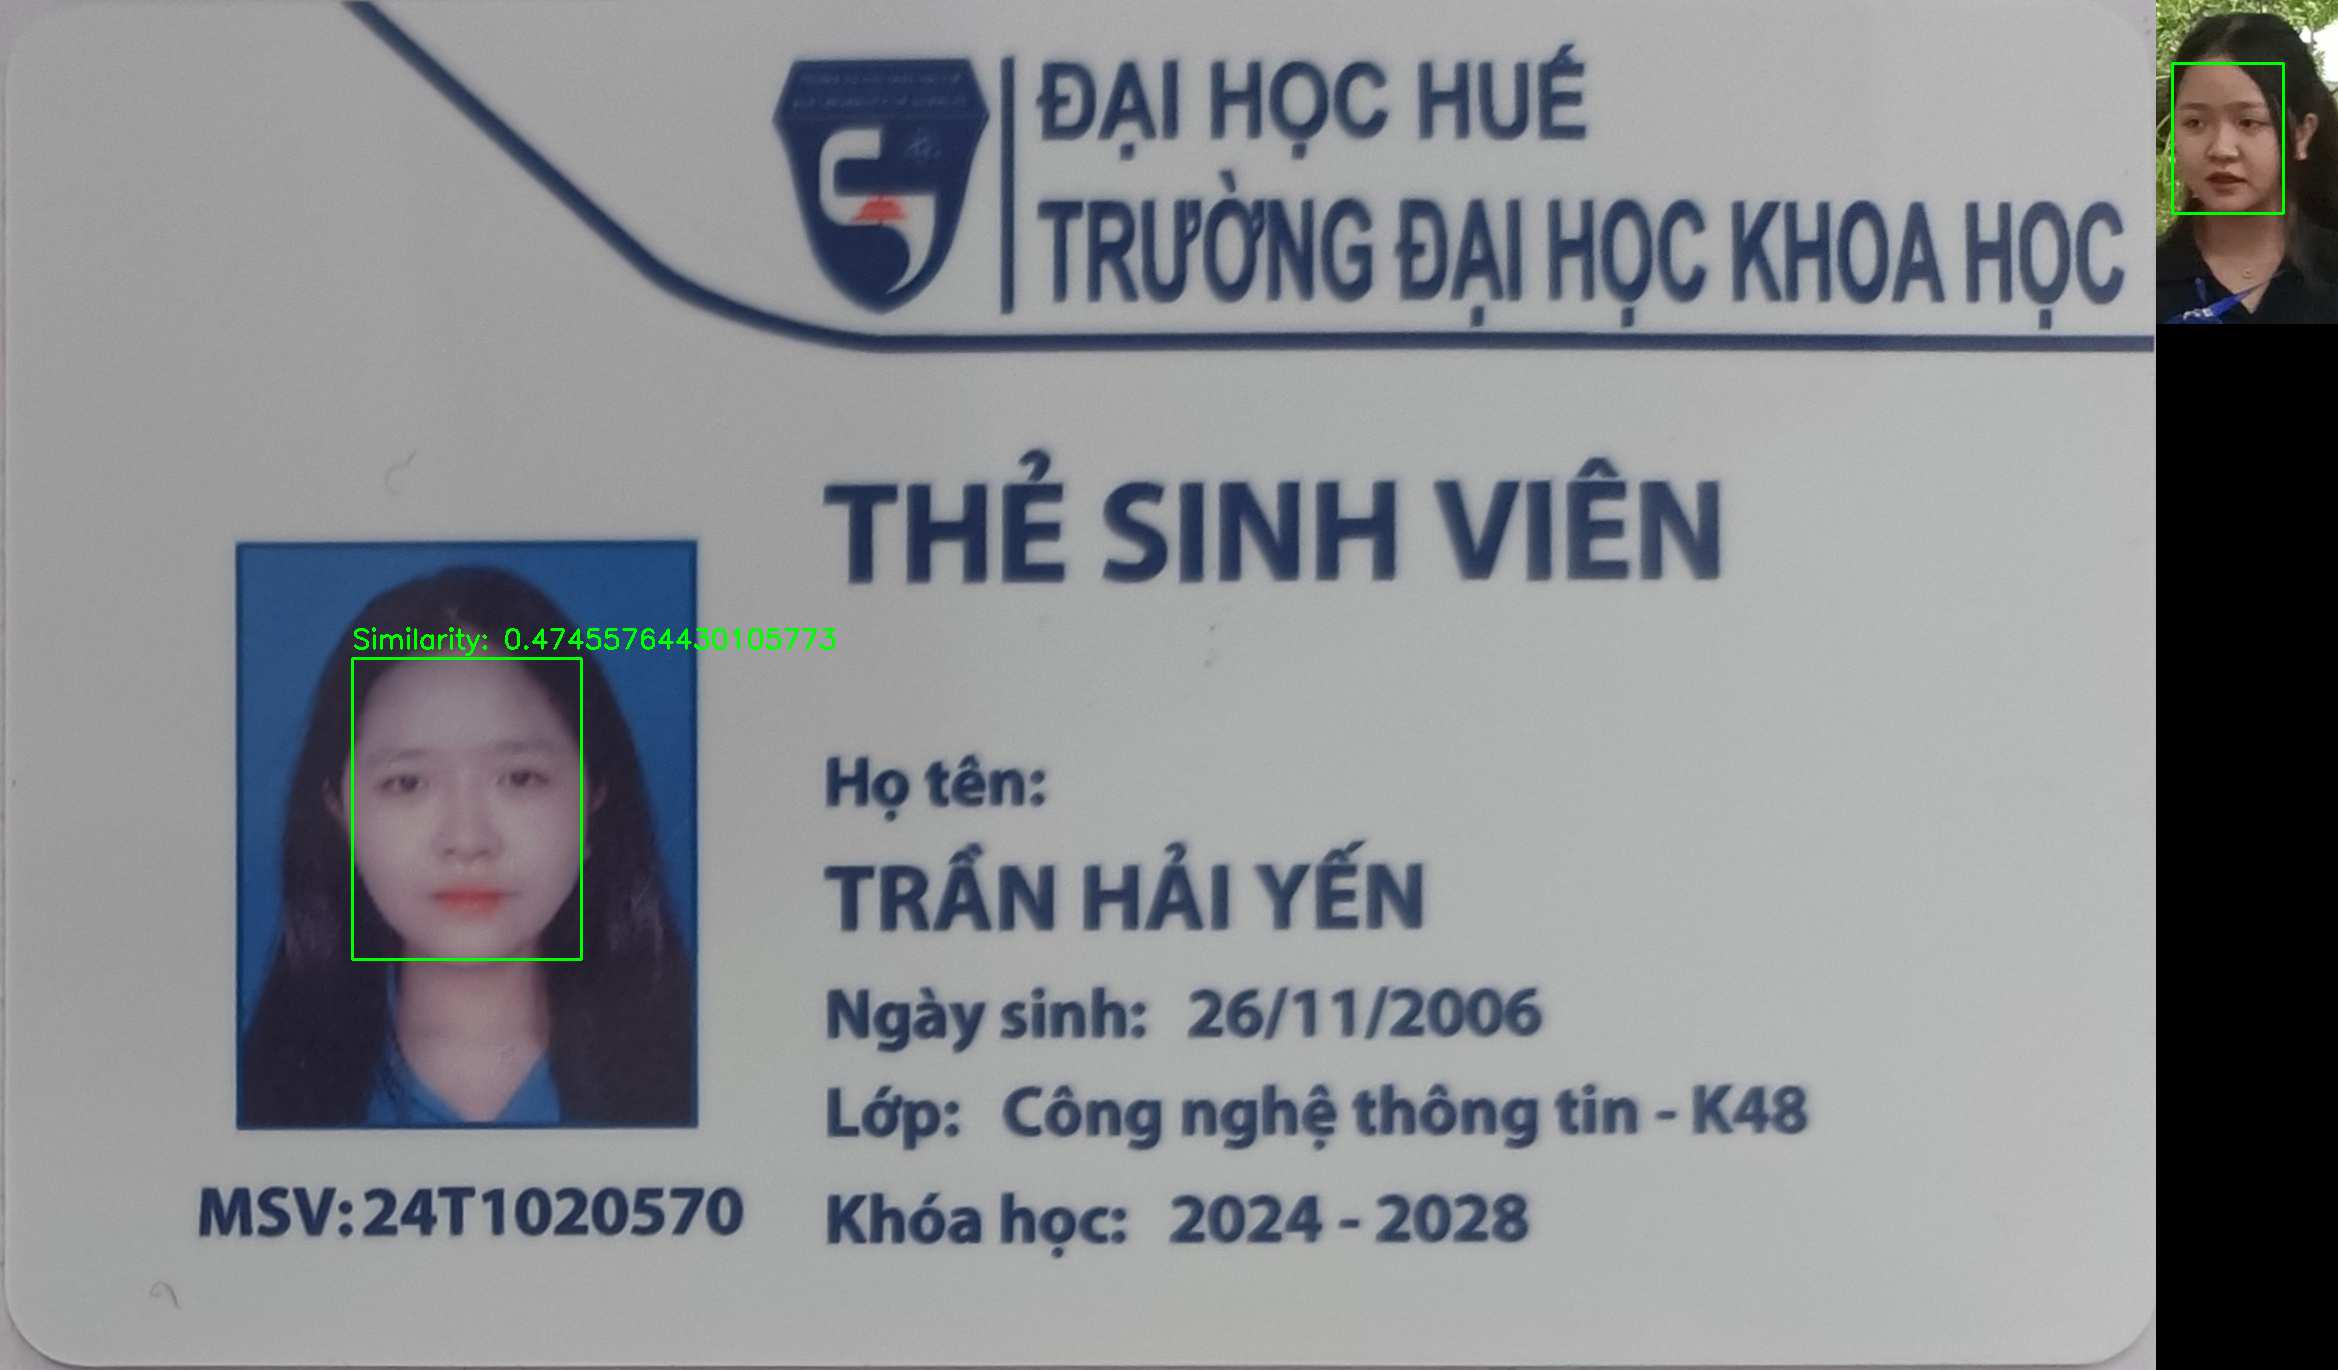 ĐẠI HỌC HUẾ
TRƯỜNG ĐẠI HỌC KHOA HỌC
THẺ SINH VIÊN
Similarity: 0.47455764430105773
Họ tên:
TRẦN HẢI YẾN
Ngày sinh: 26/11/2006
Lớp: Công nghệ thông tin - K48
MSV: 24T1020570
Khóa học: 2024 - 2028